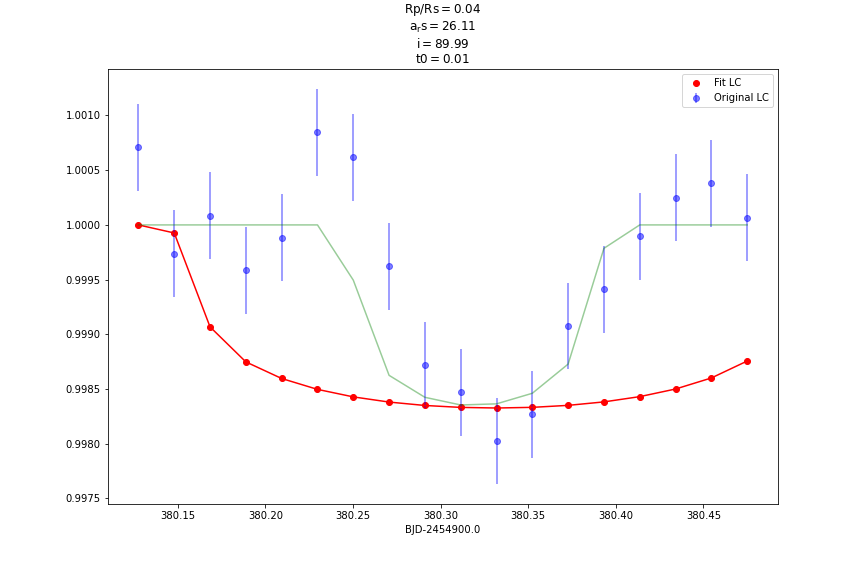 Rp/Rs = 0.04
aᵣs = 26.11
i = 89.99
t0 = 0.01
Fit LC
Original LC
1.0010
1.0005
1.0000
0.9995
0.9990
0.9985
0.9980
0.9975
380.15 380.20 380.25 380.30 380.35 380.40 380.45
BJD-2454900.0